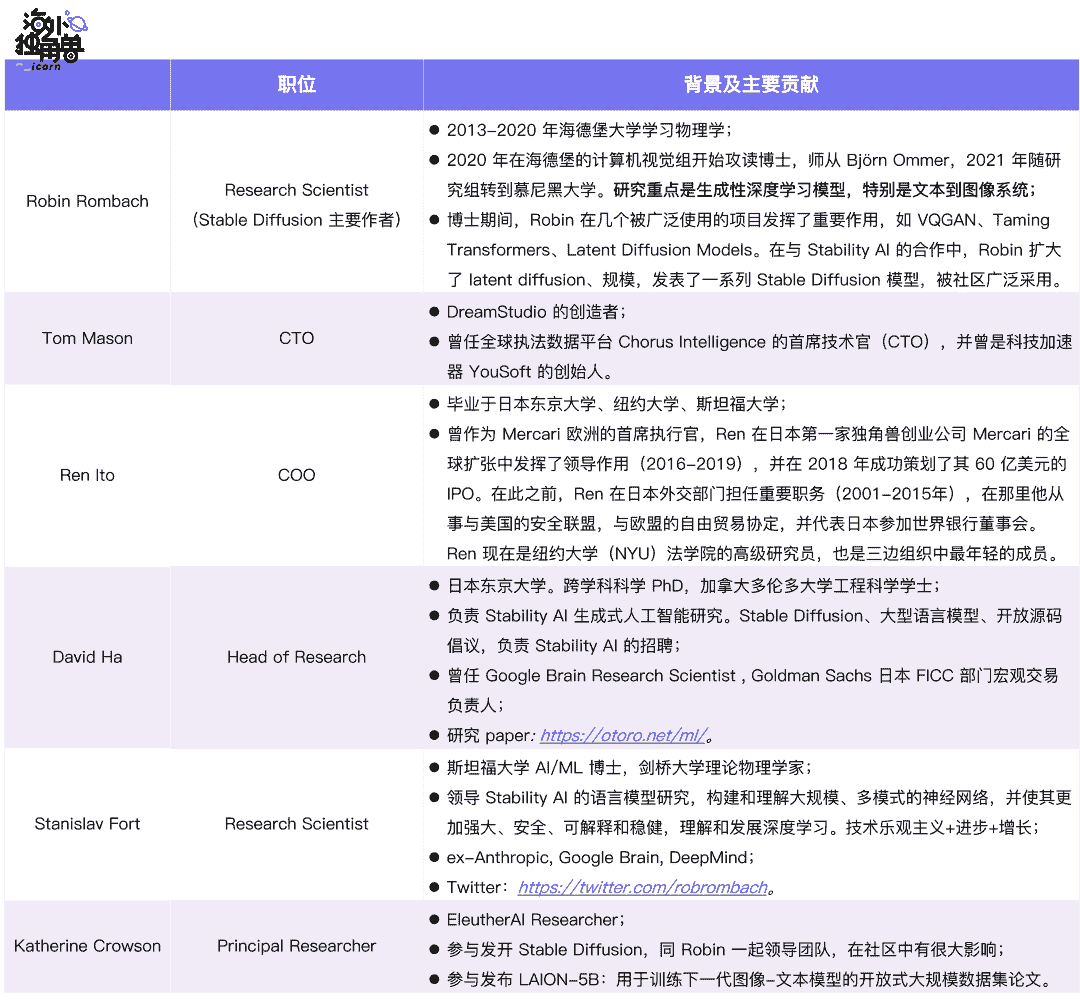 海外
独角兽
icorn
职位
背景及主要贡献
Robin Rombach
Research Scientist
(Stable Diffusion 主要作者)
● 2013-2020 年海德堡大学学习物理学;
● 2020 年在海德堡的计算机视觉组开始攻读博士,师从 Björn Ommer,2021 年随研
究组转到慕尼黑大学。研究重点是生成性深度学习模型,特别是文本到图像系统;
● 博士期间,Robin 在几个被广泛使用的项目发挥了重要作用,如 VQGAN、Taming
Transformers、Latent Diffusion Models。在与 Stability AI 的合作中,Robin 扩大
了 latent diffusion、规模,发表了一系列 Stable Diffusion 模型,被社区广泛采用。
Tom Mason
CTO
● DreamStudio 的创造者;
● 曾任全球执法数据平台 Chorus Intelligence 的首席技术官(CTO),并曾是科技加速
器 YouSoft 的创始人。
Ren Ito
COO
● 毕业于日本东京大学、纽约大学、斯坦福大学;
● 曾作为 Mercari 欧洲的首席执行官,Ren 在日本第一家独角兽创业公司 Mercari 的全
球扩张中发挥了领导作用(2016-2019),并在 2018 年成功策划了其 60 亿美元的
IPO。在此之前,Ren 在日本外交部门担任重要职务(2001-2015年),在那里他从
事与美国的安全联盟,与欧盟的自由贸易协定,并代表日本参加世界银行董事会。
Ren 现在是纽约大学(NYU)法学院的高级研究员,也是三边组织中最年轻的成员。
David Ha
Head of Research
● 日本东京大学。跨学科科学 PhD,加拿大多伦多大学工程科学学士;
● 负责 Stability AI 生成式人工智能研究。Stable Diffusion、大型语言模型、开放源码
倡议,负责 Stability AI 的招聘;
● 曾任 Google Brain Research Scientist , Goldman Sachs 日本 FICC 部门宏观交易
负责人;
● 研究 paper: https://otoro.net/ml/。
Stanislav Fort
Research Scientist
● 斯坦福大学 AI/ML 博士,剑桥大学理论物理学家;
● 领导 Stability AI 的语言模型研究,构建和理解大规模、多模式的神经网络,并使其更
加强大、安全、可解释和稳健,理解和发展深度学习。技术乐观主义+进步+增长;
● ex-Anthropic, Google Brain, DeepMind;
● Twitter:https://twitter.com/robrombach。
Katherine Crowson
Principal Researcher
● EleutherAI Researcher;
● 参与发开 Stable Diffusion,同 Robin 一起领导团队,在社区中有很大影响;
● 参与发布 LAION-5B:用于训练下一代图像-文本模型的开放式大规模数据集论文。